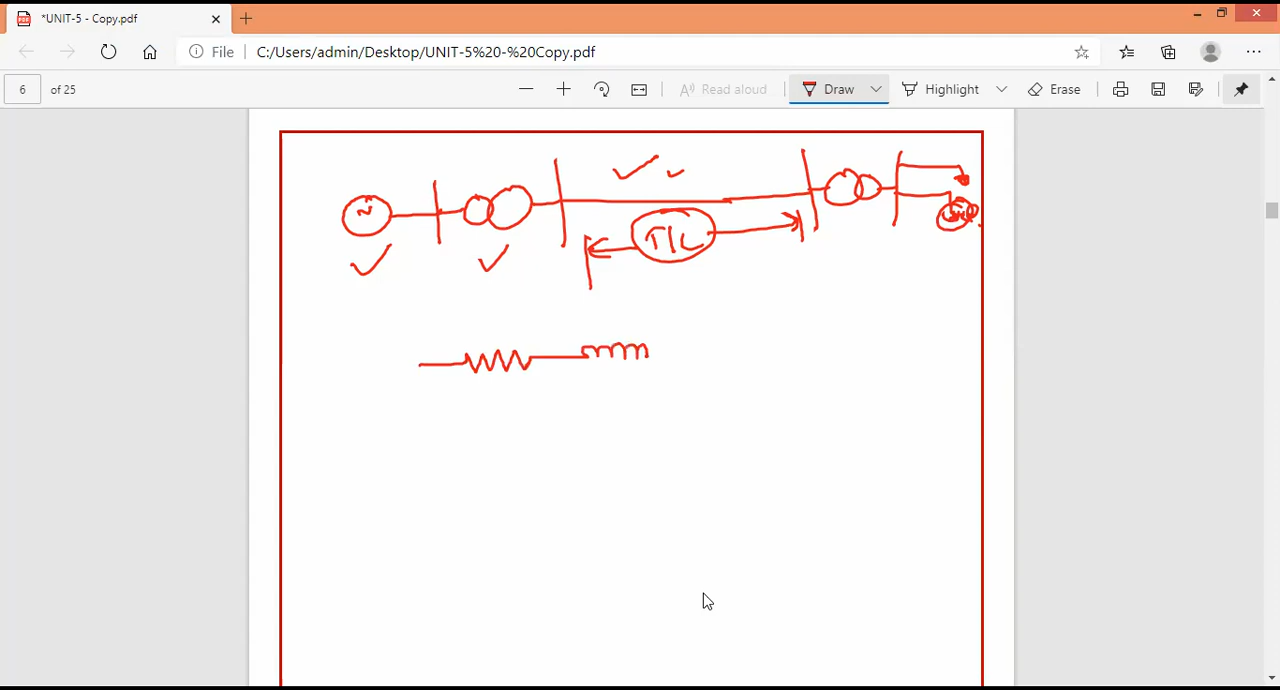 *UNIT-5 - Copy.pdf
File C:/Users/admin/Desktop/UNIT-5%20-%20Copy.pdf
6 of 25 Read aloud Draw Highlight Erase
T/L